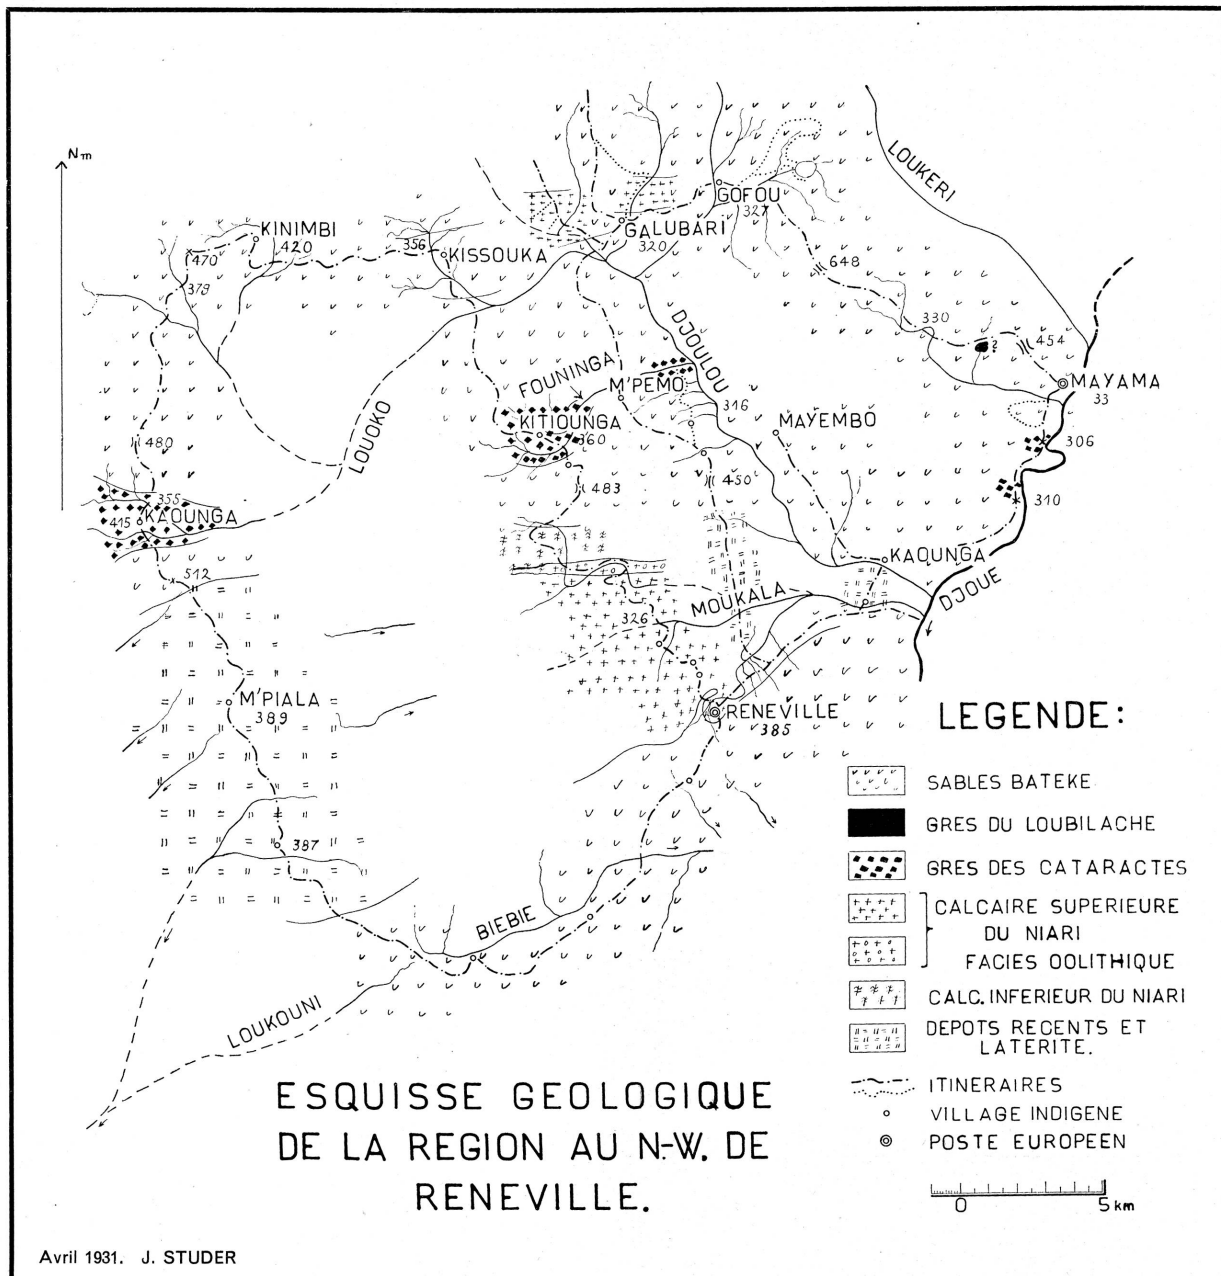 Nm
LOUKERI
GOFOU
327
GALUBARI
320
KINIMBI
420
470
356
KISSOUKA
379
648
330
454
?
MAYAMA
33
DJOULOU
FOUNINGA
M'PEMO
316
MAYEMBO
KITIOUNGA
360
306
LOUOKO
480
483
450
310
355
415
KAOUNGA
KAOUNGA
512
MOUKALA
DJOUE
326
M'PIALA
389
RENEVILLE
385
387
BIEBIE
LOUKOUNI
LEGENDE:
SABLES BATEKE
GRES DU LOUBILACHE
GRES DES CATARACTES
CALCAIRE SUPERIEURE
DU NIARI
FACIES OOLITHIQUE
CALC. INFERIEUR DU NIARI
DEPOTS RECENTS ET
LATERITE.
ITINERAIRES
VILLAGE INDIGENE
POSTE EUROPEEN
0 5 km
ESQUISSE GEOLOGIQUE
DE LA REGION AU N-W. DE
RENEVILLE.
Avril 1931. J. STUDER